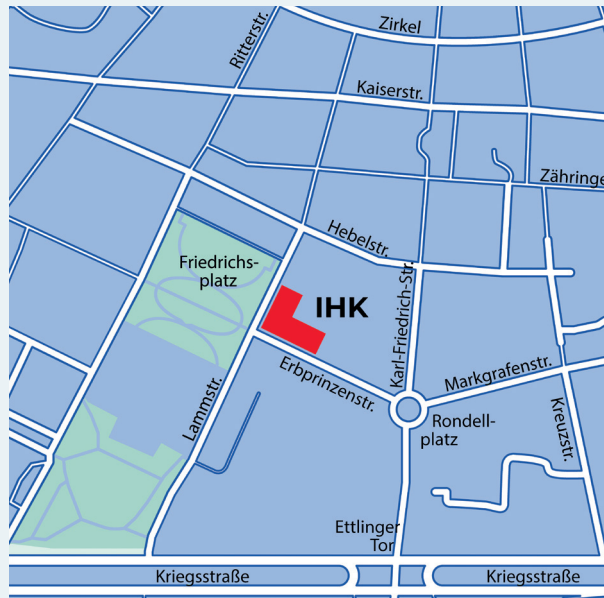 Zirkel
Ritterstr.
Kaiserstr.
Zähringe
Hebelstr.
Friedrichs-
platz
IHK
Karl-Friedrich-Str.
Erbprinzenstr.
Markgrafenstr.
Lammstr.
Rondell-
platz
Kreuzstr.
Ettlinger
Tor
Kriegsstraße
Kriegsstraße